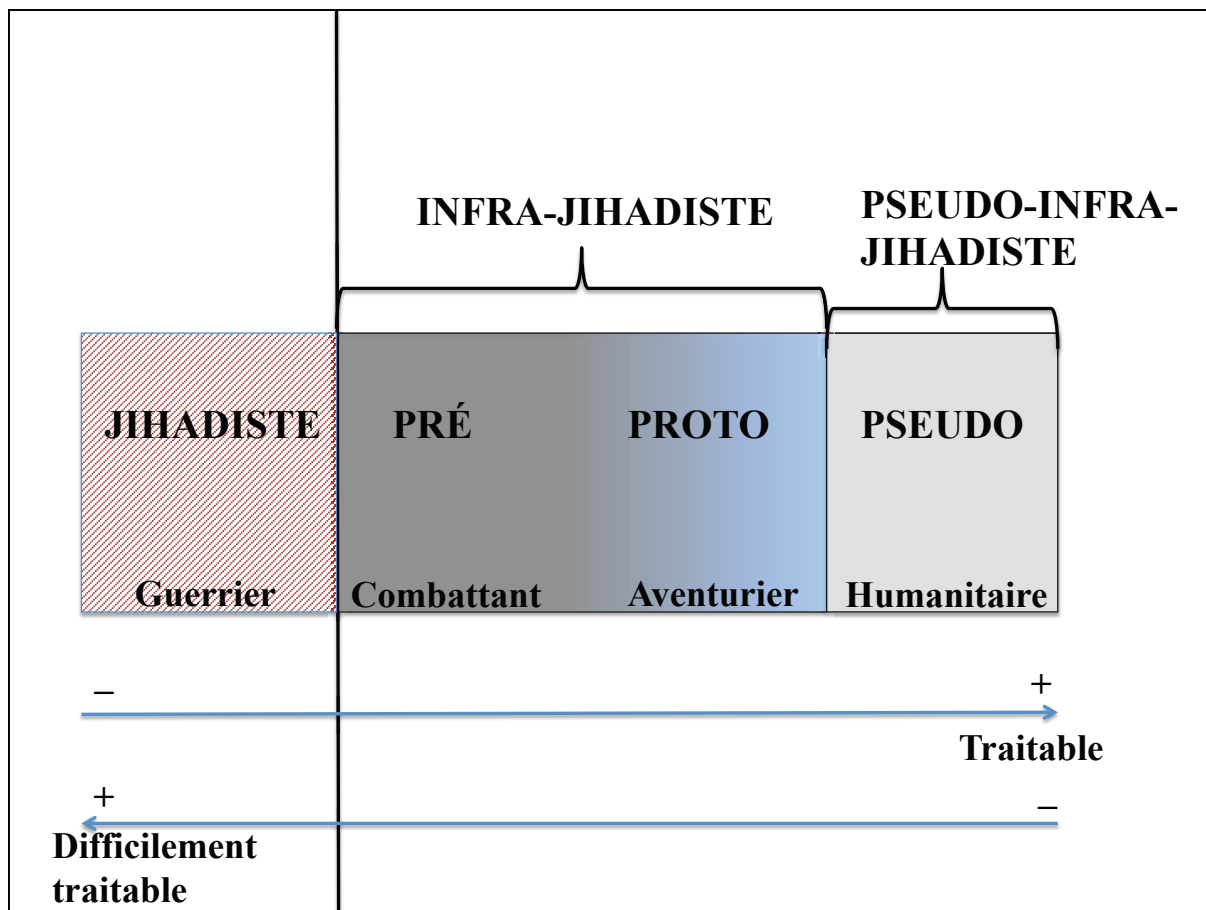 INFRA-JIHADISTE
PSEUDO-INFRA-
JIHADISTE
JIHADISTE
PRÉ
PROTO
PSEUDO
Guerrier
Combattant
Aventurier
Humanitaire
–
+
Traitable
+
–
Difficilement
traitable